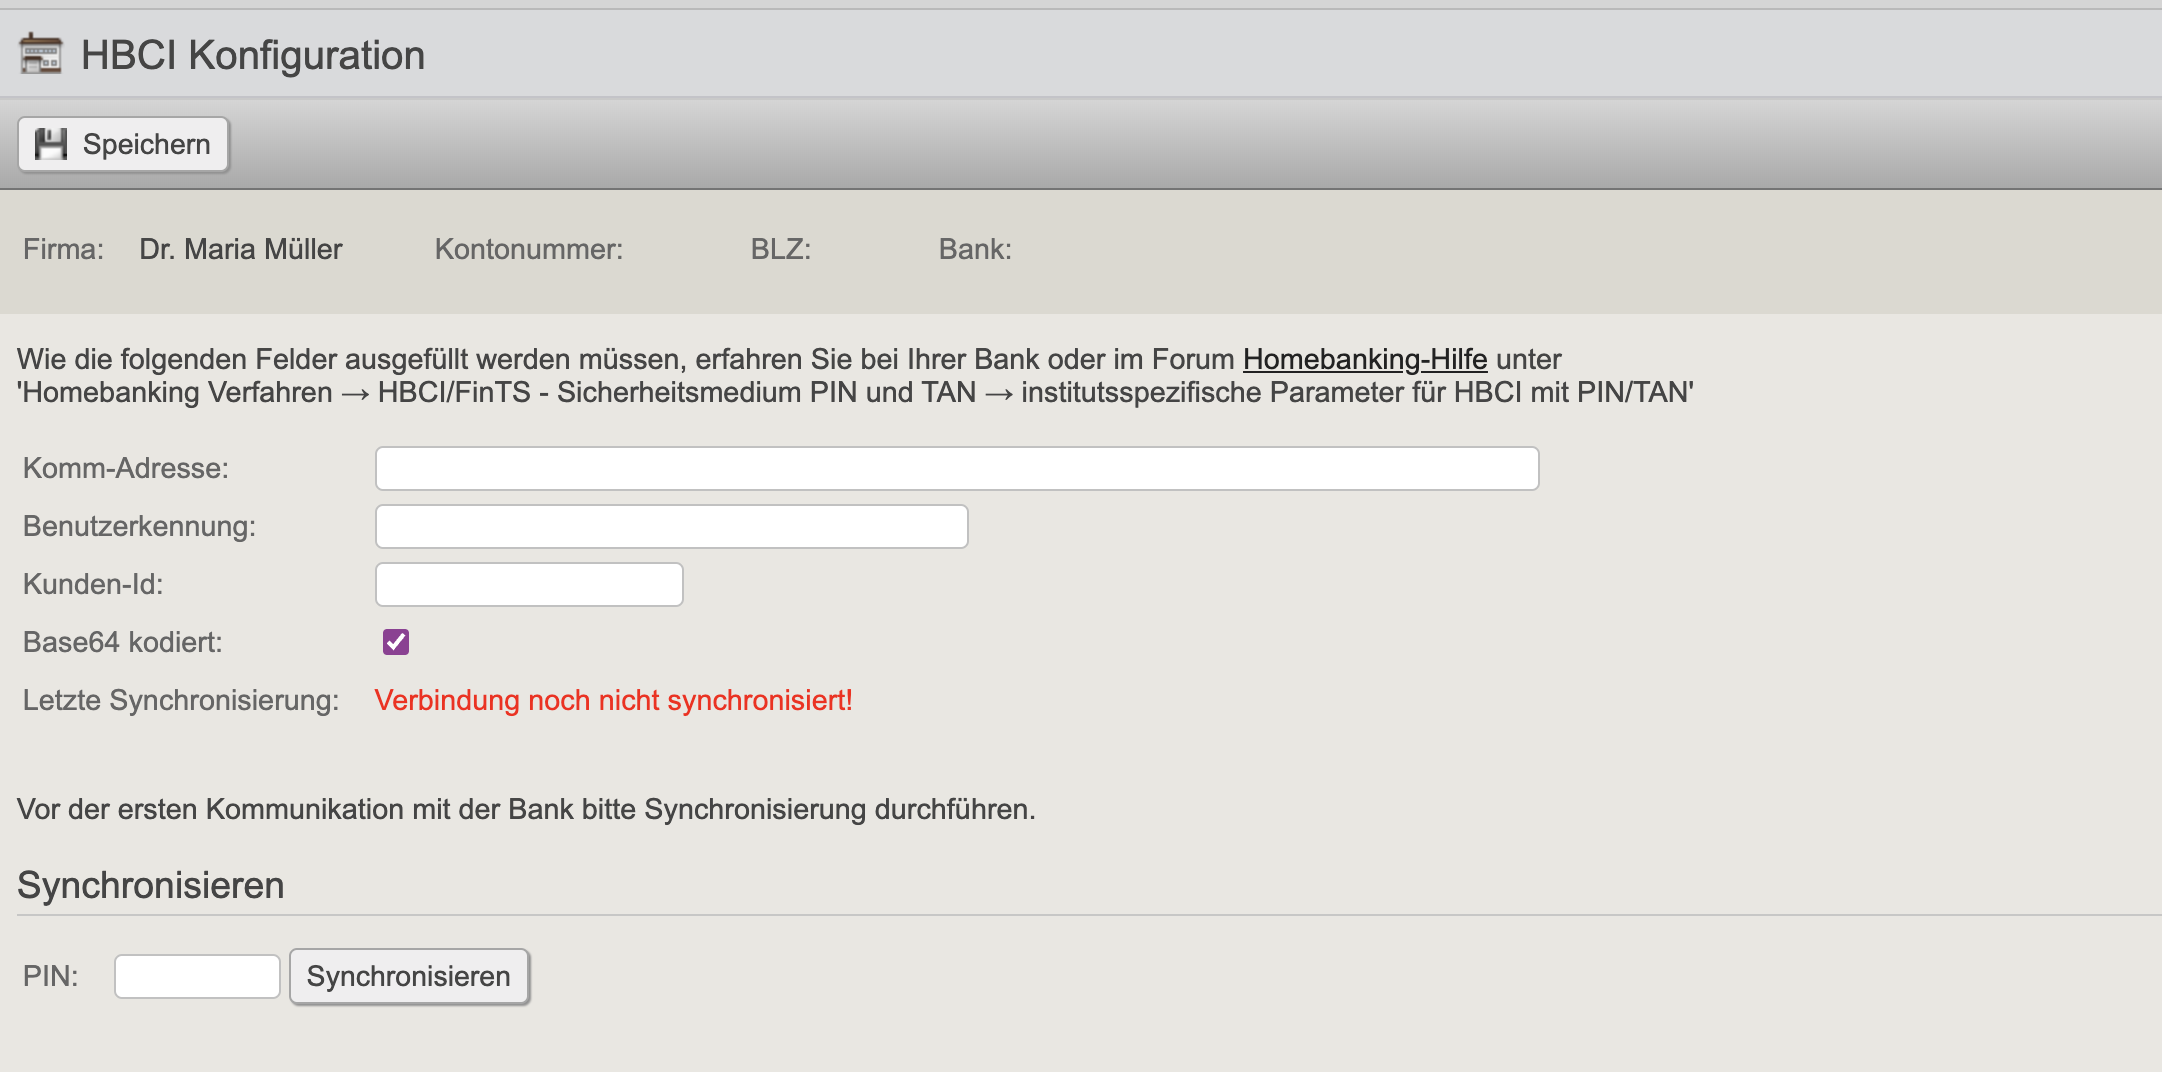 HBCI Konfiguration
Speichern
Firma: Dr. Maria Müller Kontonummer: BLZ: Bank:
Wie die folgenden Felder ausgefüllt werden müssen, erfahren Sie bei Ihrer Bank oder im Forum Homebanking-Hilfe unter
'Homebanking Verfahren → HBCI/FinTS - Sicherheitsmedium PIN und TAN → institutsspezifische Parameter für HBCI mit PIN/TAN'
Komm-Adresse:
Benutzerkennung:
Kunden-Id:
Base64 kodiert:
Letzte Synchronisierung: Verbindung noch nicht synchronisiert!
Vor der ersten Kommunikation mit der Bank bitte Synchronisierung durchführen.
Synchronisieren
PIN: Synchronisieren